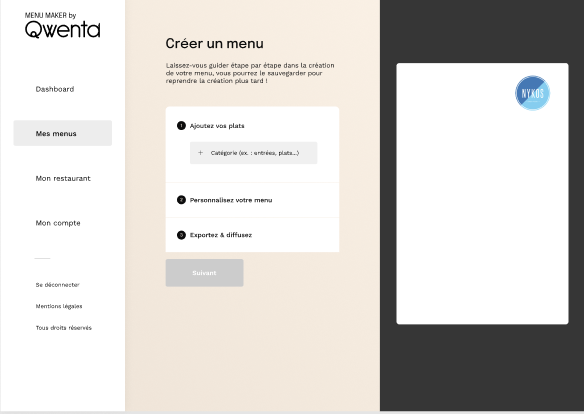 MENU MAKER by
Qwenta
Dashboard
Mes menus
Mon restaurant
Mon compte
Se déconnecter
Mentions légales
Tous droits réservés
Créer un menu
Laissez-vous guider étape par étape dans la création
de votre menu, vous pourrez le sauvegarder pour
reprendre la création plus tard !
1 Ajoutez vos plats
+ Catégorie (ex. : entrées, plats...)
2 Personnalisez votre menu
3 Exportez & diffusez
Suivant
NYKOS